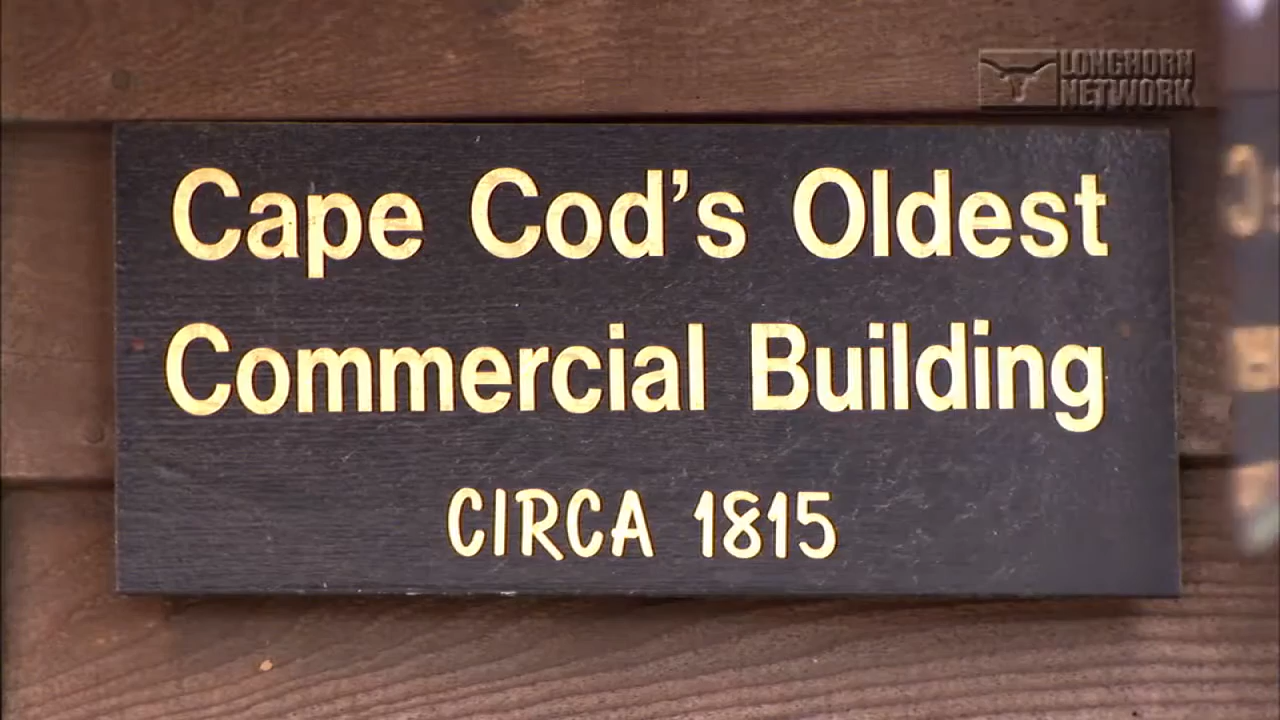 LONGHORN
NETWORK
Cape Cod’s Oldest
Commercial Building
CIRCA 1815